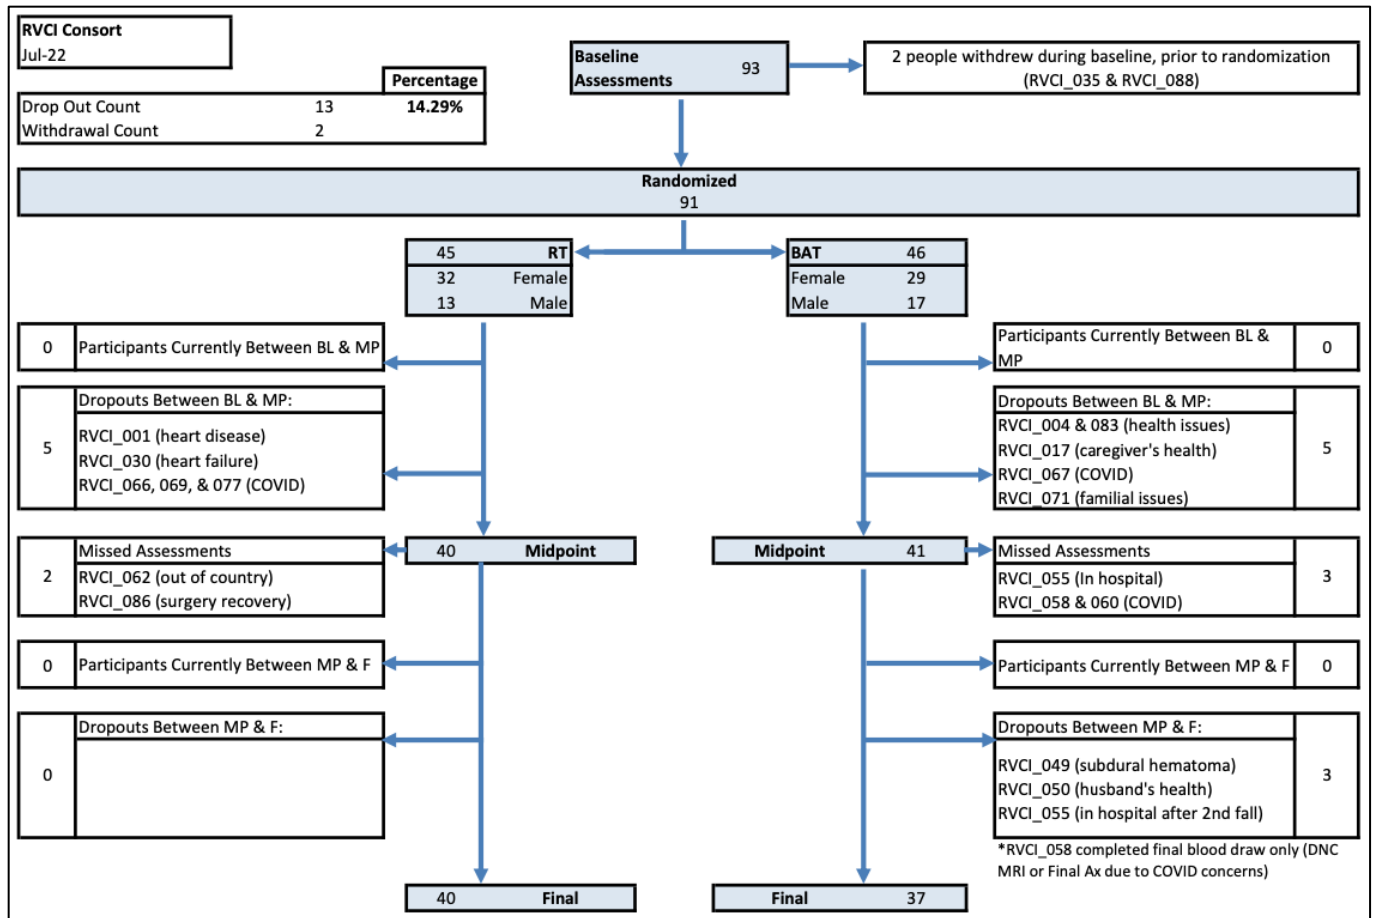 RVCI Consort
Jul-22
Percentage
Drop Out Count 13 14.29%
Withdrawal Count 2
Baseline
Assessments 93
2 people withdrew during baseline, prior to randomization
(RVCI_035 & RVCI_088)
Randomized
91
45 RT
32 Female
13 Male
BAT 46
Female 29
Male 17
0 Participants Currently Between BL & MP
Participants Currently Between BL &
MP 0
Dropouts Between BL & MP:
5
RVCI_001 (heart disease)
RVCI_030 (heart failure)
RVCI_066, 069, & 077 (COVID)
Dropouts Between BL & MP:
RVCI_004 & 083 (health issues)
RVCI_017 (caregiver's health)
5
RVCI_067 (COVID)
RVCI_071 (familial issues)
Missed Assessments
2
RVCI_062 (out of country)
RVCI_086 (surgery recovery)
40 Midpoint
Midpoint 41
Missed Assessments
RVCI_055 (In hospital)
3
RVCI_058 & 060 (COVID)
0 Participants Currently Between MP & F
Participants Currently Between MP & F 0
Dropouts Between MP & F:
0
Dropouts Between MP & F:
RVCI_049 (subdural hematoma)
RVCI_050 (husband's health)
3
RVCI_055 (in hospital after 2nd fall)
*RVCI_058 completed final blood draw only (DNC
MRI or Final Ax due to COVID concerns)
40 Final
Final 37